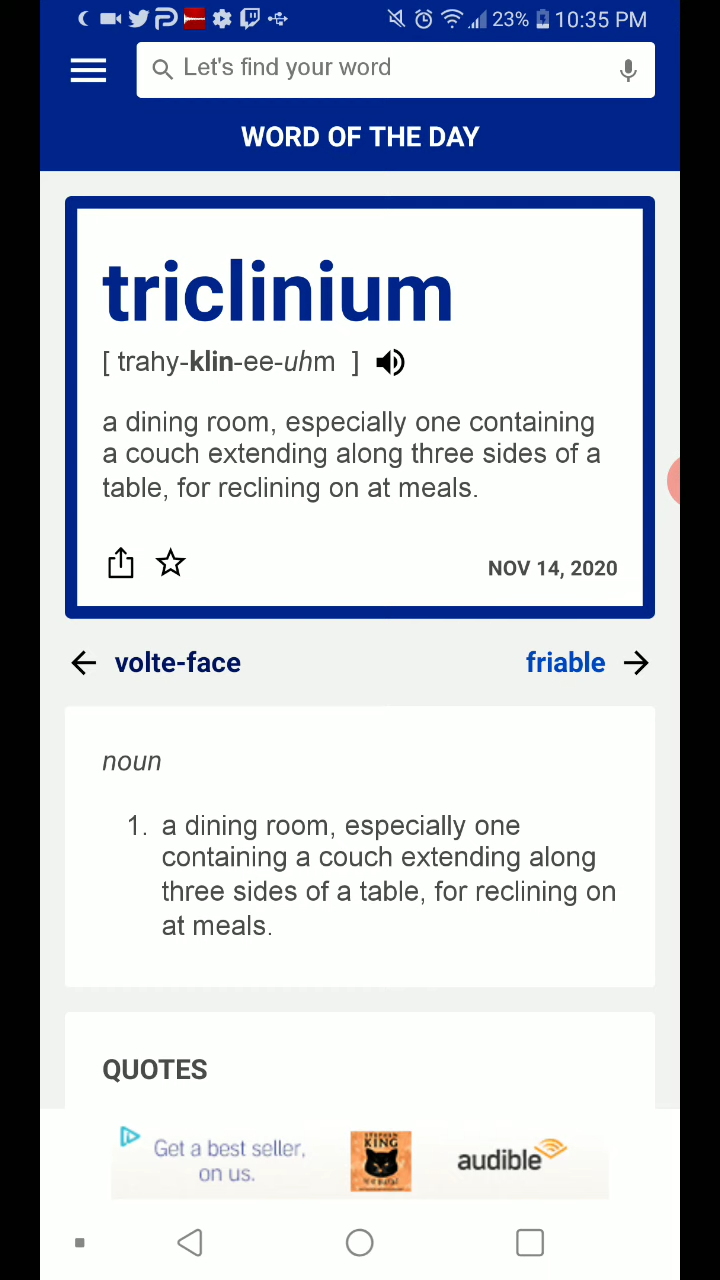 23% 10:35 PM
Let's find your word
WORD OF THE DAY
triclinium
[ trahy-klin-ee-uhm ]
a dining room, especially one containing
a couch extending along three sides of a
table, for reclining on at meals.
NOV 14, 2020
volte-face
friable
noun
1. a dining room, especially one
containing a couch extending along
three sides of a table, for reclining on
at meals.
QUOTES
Get a best seller,
on us.
STEPHEN
KING
audible